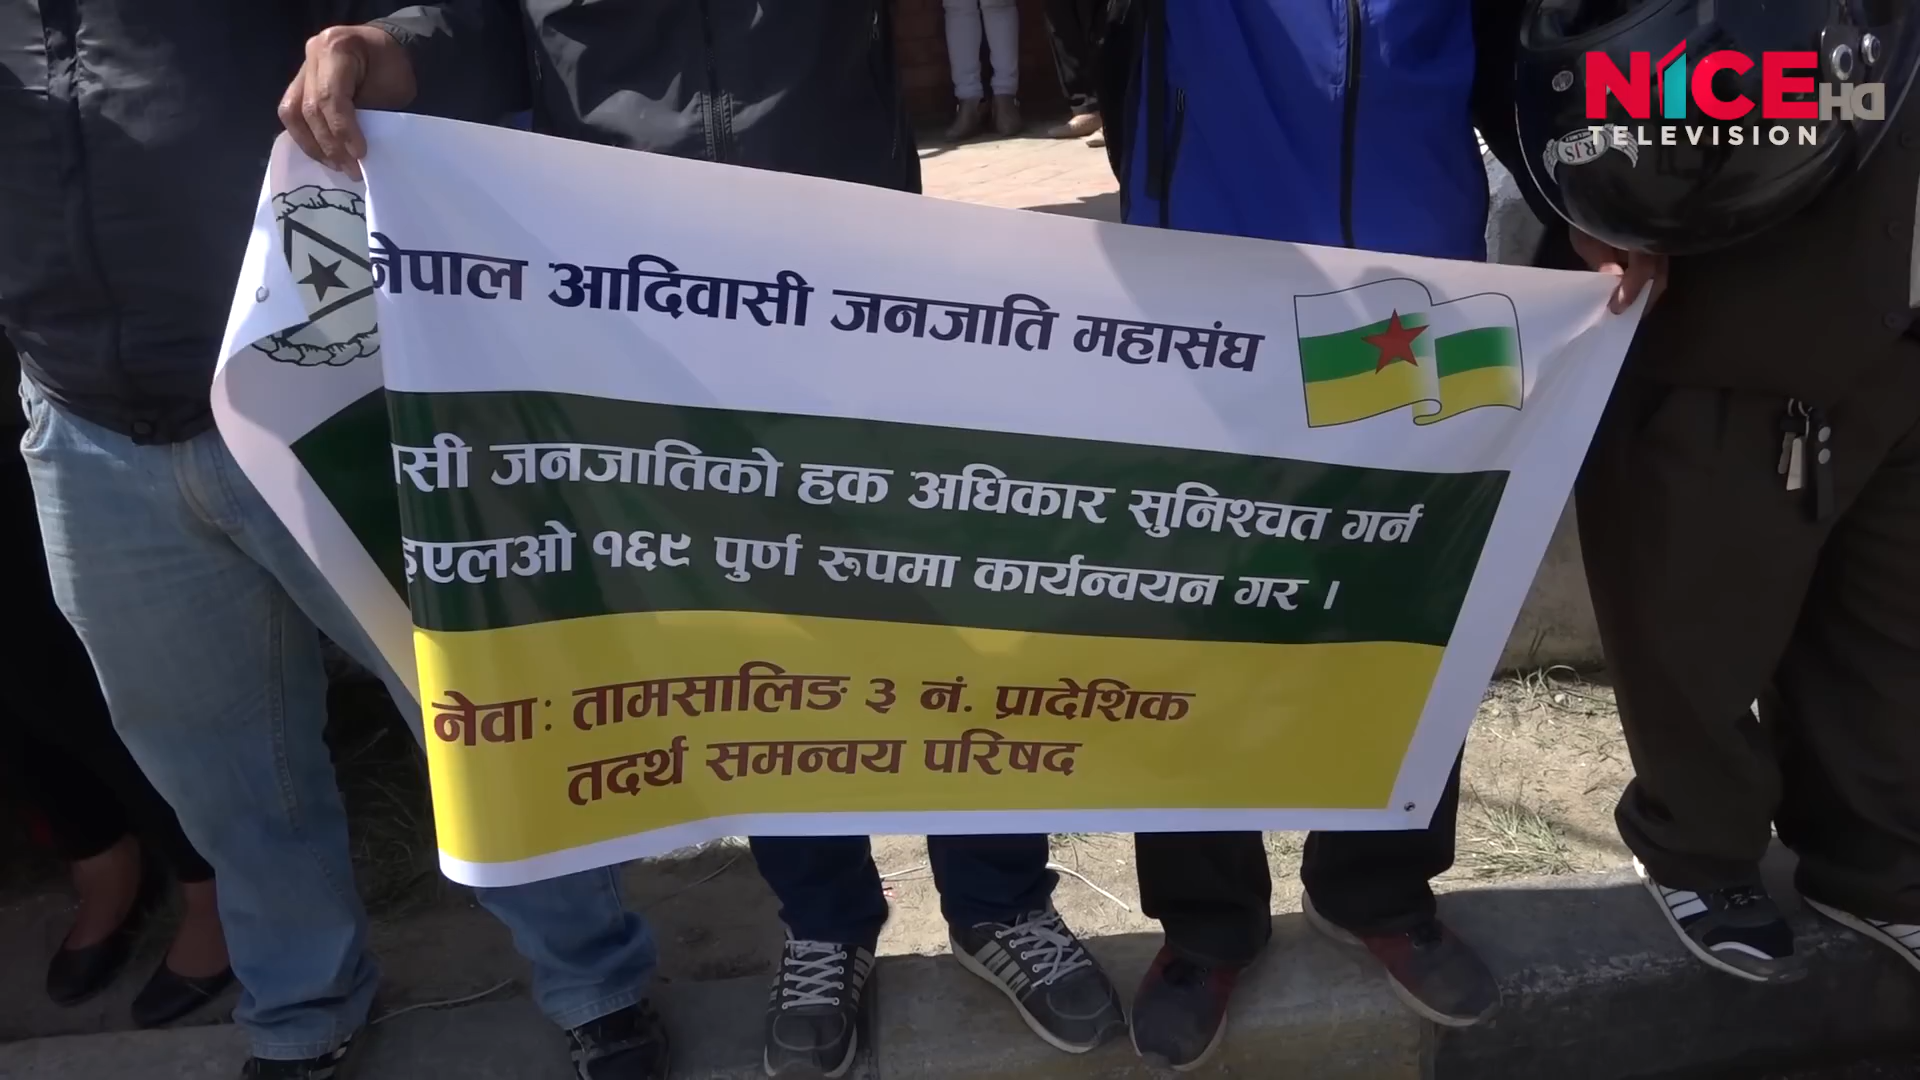 NICE HD
TELEVISION
RJS
नेपाल आदिवासी जनजाति महासंघ
जनजातिको हक अधिकार सुनिश्चत गर्न
१६९ पुर्ण रूपमा कार्यन्वयन गर ।
नेवाः तामसालिङ ३ नं. प्रादेशिक
तदर्थ समन्वय परिषद